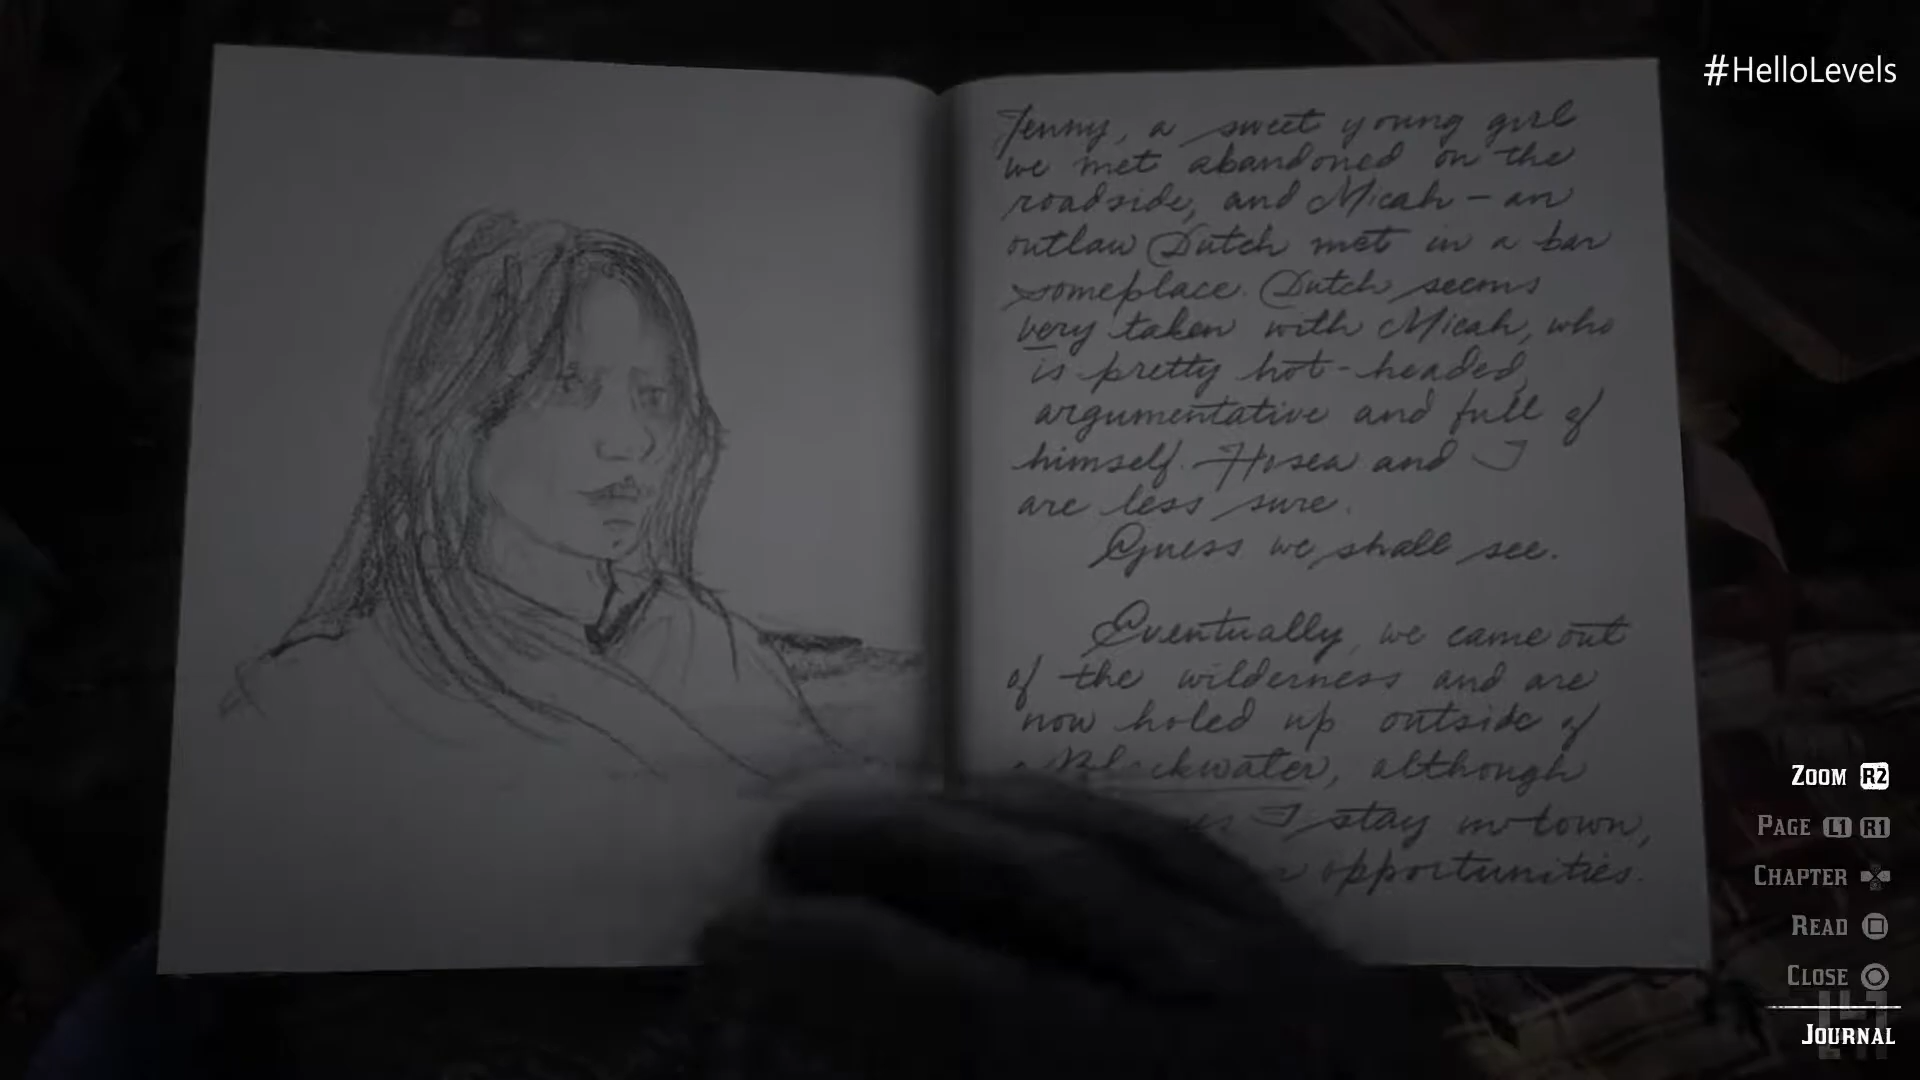 #HelloLevels
Jenny, a sweet young girl
we met abandoned on the
roadside, and Micah – an
outlaw Dutch met in a bar
someplace. Dutch seems
very taken with Micah, who
is pretty hot-headed,
argumentative and full of
himself. Hosea and I
are less sure.
Guess we shall see.
Eventually, we came out
of the wilderness and are
now holed up outside of
Blackwater, although
I stay in town,
opportunities.
ZOOM R2
PAGE L1 R1
CHAPTER
READ
CLOSE
JOURNAL